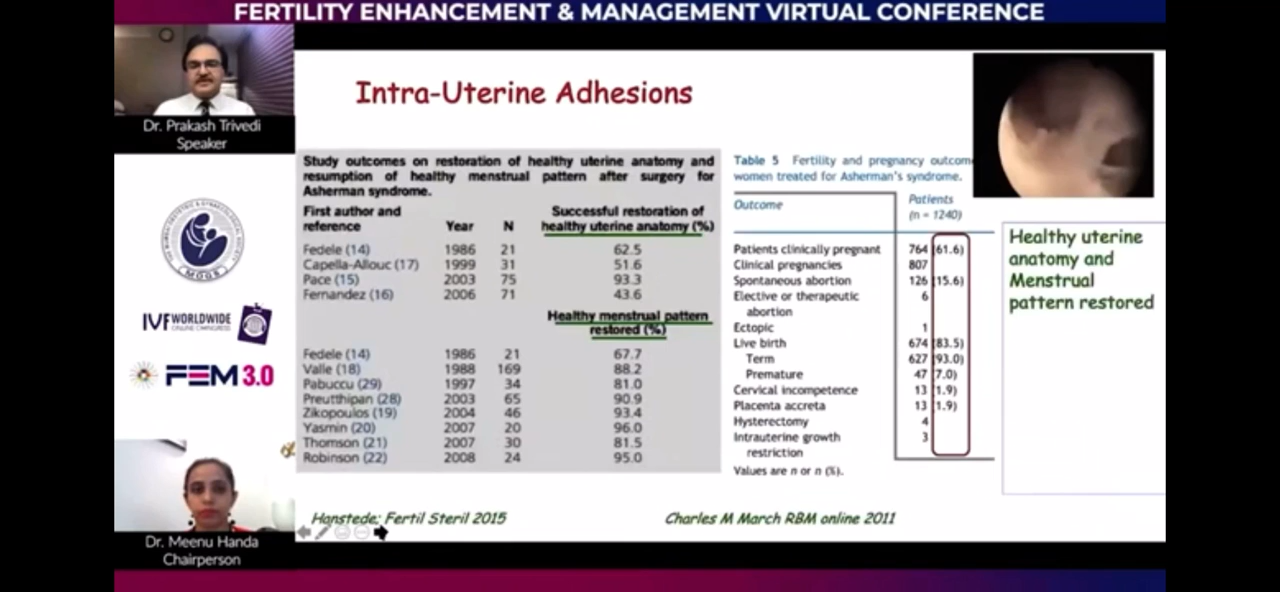 FERTILITY ENHANCEMENT & MANAGEMENT VIRTUAL CONFERENCE
Dr. Prakash Trivedi
Speaker
MOGS
IVF WORLDWIDE
ONLINE CONGRESS
FEM 3.0
Dr. Meenu Handa
Chairperson
Intra-Uterine Adhesions
Study outcomes on restoration of healthy uterine anatomy and
resumption of healthy menstrual pattern after surgery for
Asherman syndrome.
First author and
reference Year N Successful restoration of
healthy uterine anatomy (%)
Fedele (14) 1986 21 62.5
Capella-Allouc (17) 1999 31 51.6
Pace (15) 2003 75 93.3
Fernandez (16) 2006 71 43.6
Healthy menstrual pattern
restored (%)
Fedele (14) 1986 21 67.7
Valle (18) 1988 169 88.2
Pabuccu (29) 1997 34 81.0
Preutthipan (28) 2003 65 90.9
Zikopoulos (19) 2004 46 93.4
Yasmin (20) 2007 20 96.0
Thomson (21) 2007 30 81.5
Robinson (22) 2008 24 95.0
Hanstede; Fertil Steril 2015
Table 5 Fertility and pregnancy outcom
women treated for Asherman's syndrome.
Outcome Patients
(n = 1240)
Patients clinically pregnant 764 (61.6)
Clinical pregnancies 807
Spontaneous abortion 126 (15.6)
Elective or therapeutic 6
abortion
Ectopic 1
Live birth 674 (83.5)
Term 627 (93.0)
Premature 47 (7.0)
Cervical incompetence 13 (1.9)
Placenta accreta 13 (1.9)
Hysterectomy 4
Intrauterine growth 3
restriction
Values are n or n (%).
Charles M March RBM online 2011
Healthy uterine
anatomy and
Menstrual
pattern restored